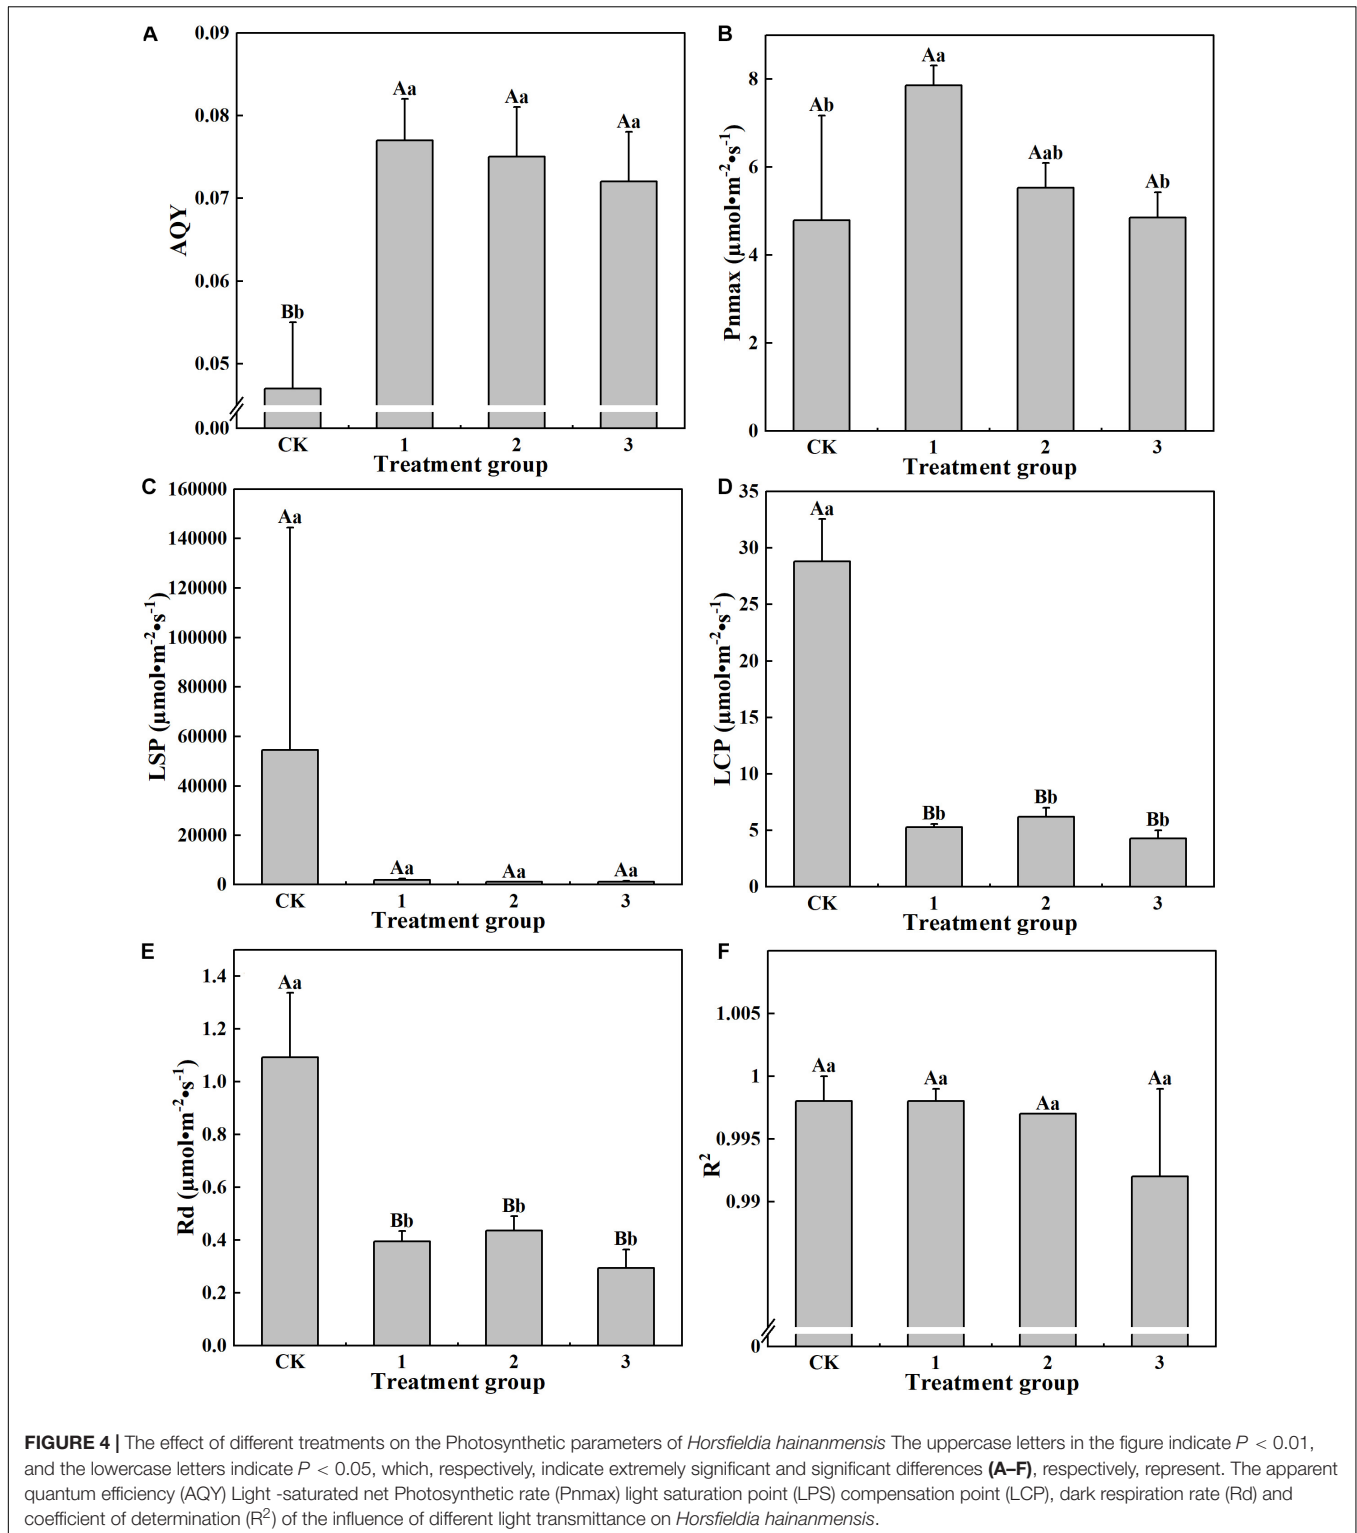 A
0.09
0.08
0.07
0.06
0.05
0.00
AQY
Bb
Aa
Aa
Aa
CK 1 2 3
Treatment group
B
8
6
4
2
0
Pnmax (μmol•m⁻²•s⁻¹)
Ab
Aa
Aab
Ab
CK 1 2 3
Treatment group
C
160000
140000
120000
100000
80000
60000
40000
20000
0
LSP (μmol•m⁻²•s⁻¹)
Aa
Aa
Aa
Aa
CK 1 2 3
Treatment group
D
35
30
25
20
15
10
5
0
LCP (μmol•m⁻²•s⁻¹)
Aa
Bb
Bb
Bb
CK 1 2 3
Treatment group
E
1.4
1.2
1.0
0.8
0.6
0.4
0.2
0.0
Rd (μmol•m⁻²•s⁻¹)
Aa
Bb
Bb
Bb
CK 1 2 3
Treatment group
F
1.005
1
0.995
0.99
0
R²
Aa
Aa
Aa
Aa
CK 1 2 3
Treatment group
FIGURE 4 | The effect of different treatments on the Photosynthetic parameters of Horsfieldia hainanmensis The uppercase letters in the figure indicate P < 0.01,
and the lowercase letters indicate P < 0.05, which, respectively, indicate extremely significant and significant differences (A–F), respectively, represent. The apparent
quantum efficiency (AQY) Light -saturated net Photosynthetic rate (Pnmax) light saturation point (LPS) compensation point (LCP), dark respiration rate (Rd) and
coefficient of determination (R²) of the influence of different light transmittance on Horsfieldia hainanmensis.